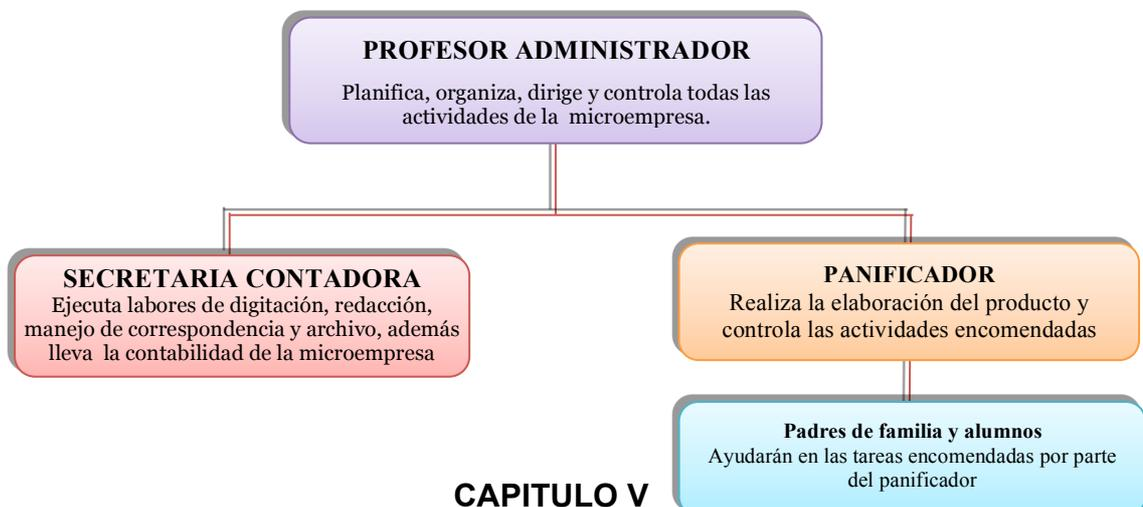 PROFESOR ADMINISTRADOR
Planifica, organiza, dirige y controla todas las
actividades de la  microempresa.
SECRETARIA CONTADORA
Ejecuta labores de digitación, redacción,
manejo de correspondencia y archivo, además
lleva  la contabilidad de la microempresa
PANIFICADOR
Realiza la elaboración del producto y
controla las actividades encomendadas
Padres de familia y alumnos
Ayudarán en las tareas encomendadas por parte
del panificador
CAPITULO V